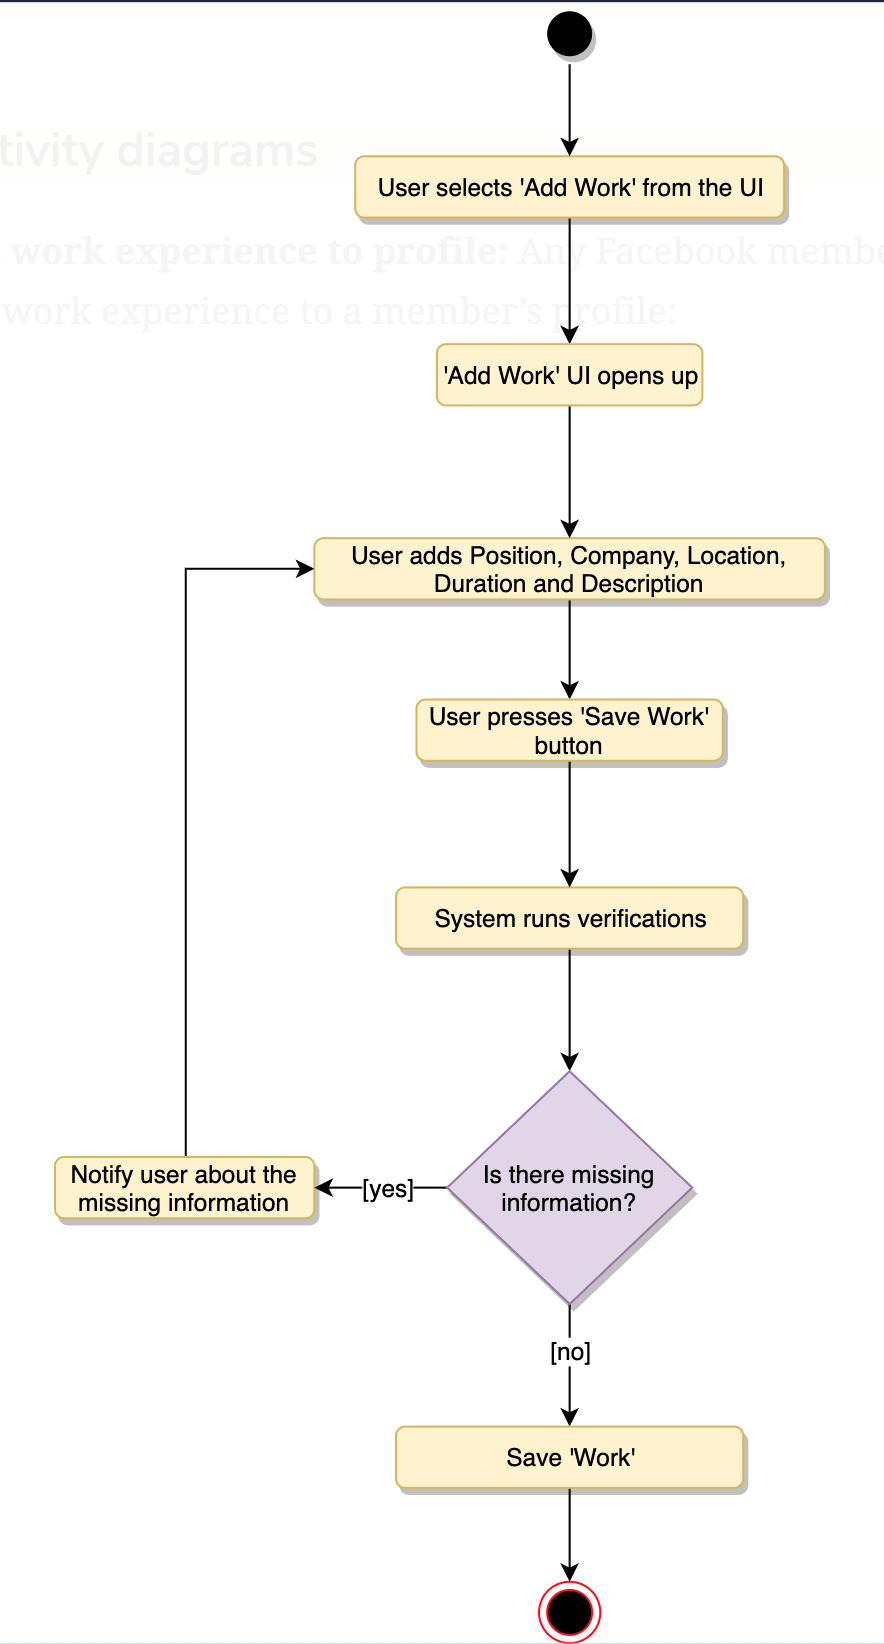 tivity diagrams
User selects 'Add Work' from the UI
work experience to profile: Any Facebook membe
work experience to a member's profile:
'Add Work' UI opens up
User adds Position, Company, Location,
Duration and Description
User presses 'Save Work'
button
System runs verifications
Is there missing
information?
[yes]
Notify user about the
missing information
[no]
Save 'Work'